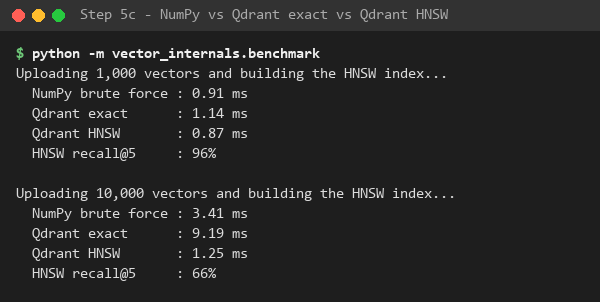 Step 5c - NumPy vs Qdrant exact vs Qdrant HNSW
$ python -m vector_internals.benchmark
Uploading 1,000 vectors and building the HNSW index...
  NumPy brute force : 0.91 ms
  Qdrant exact      : 1.14 ms
  Qdrant HNSW       : 0.87 ms
  HNSW recall@5     : 96%

Uploading 10,000 vectors and building the HNSW index...
  NumPy brute force : 3.41 ms
  Qdrant exact      : 9.19 ms
  Qdrant HNSW       : 1.25 ms
  HNSW recall@5     : 66%